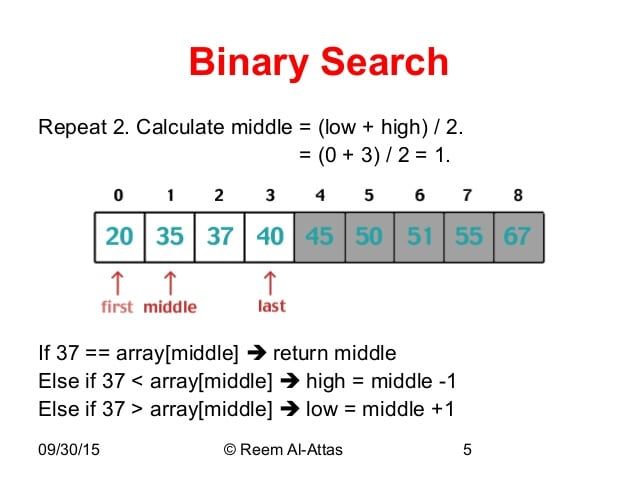 Binary Search
Repeat 2. Calculate middle = (low + high) / 2.
= (0 + 3) / 2 = 1.
0 1 2 3 4 5 6 7 8
20 35 37 40 45 50 51 55 67
first middle last
If 37 == array[middle] 🡺 return middle
Else if 37 < array[middle] 🡺 high = middle -1
Else if 37 > array[middle] 🡺 low = middle +1
09/30/15 © Reem Al-Attas 5